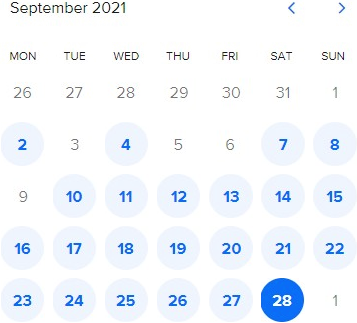 September 2021
MON TUE WED THU FRI SAT SUN
26 27 28 29 30 31 1
2 3 4 5 6 7 8
9 10 11 12 13 14 15
16 17 18 19 20 21 22
23 24 25 26 27 28 1